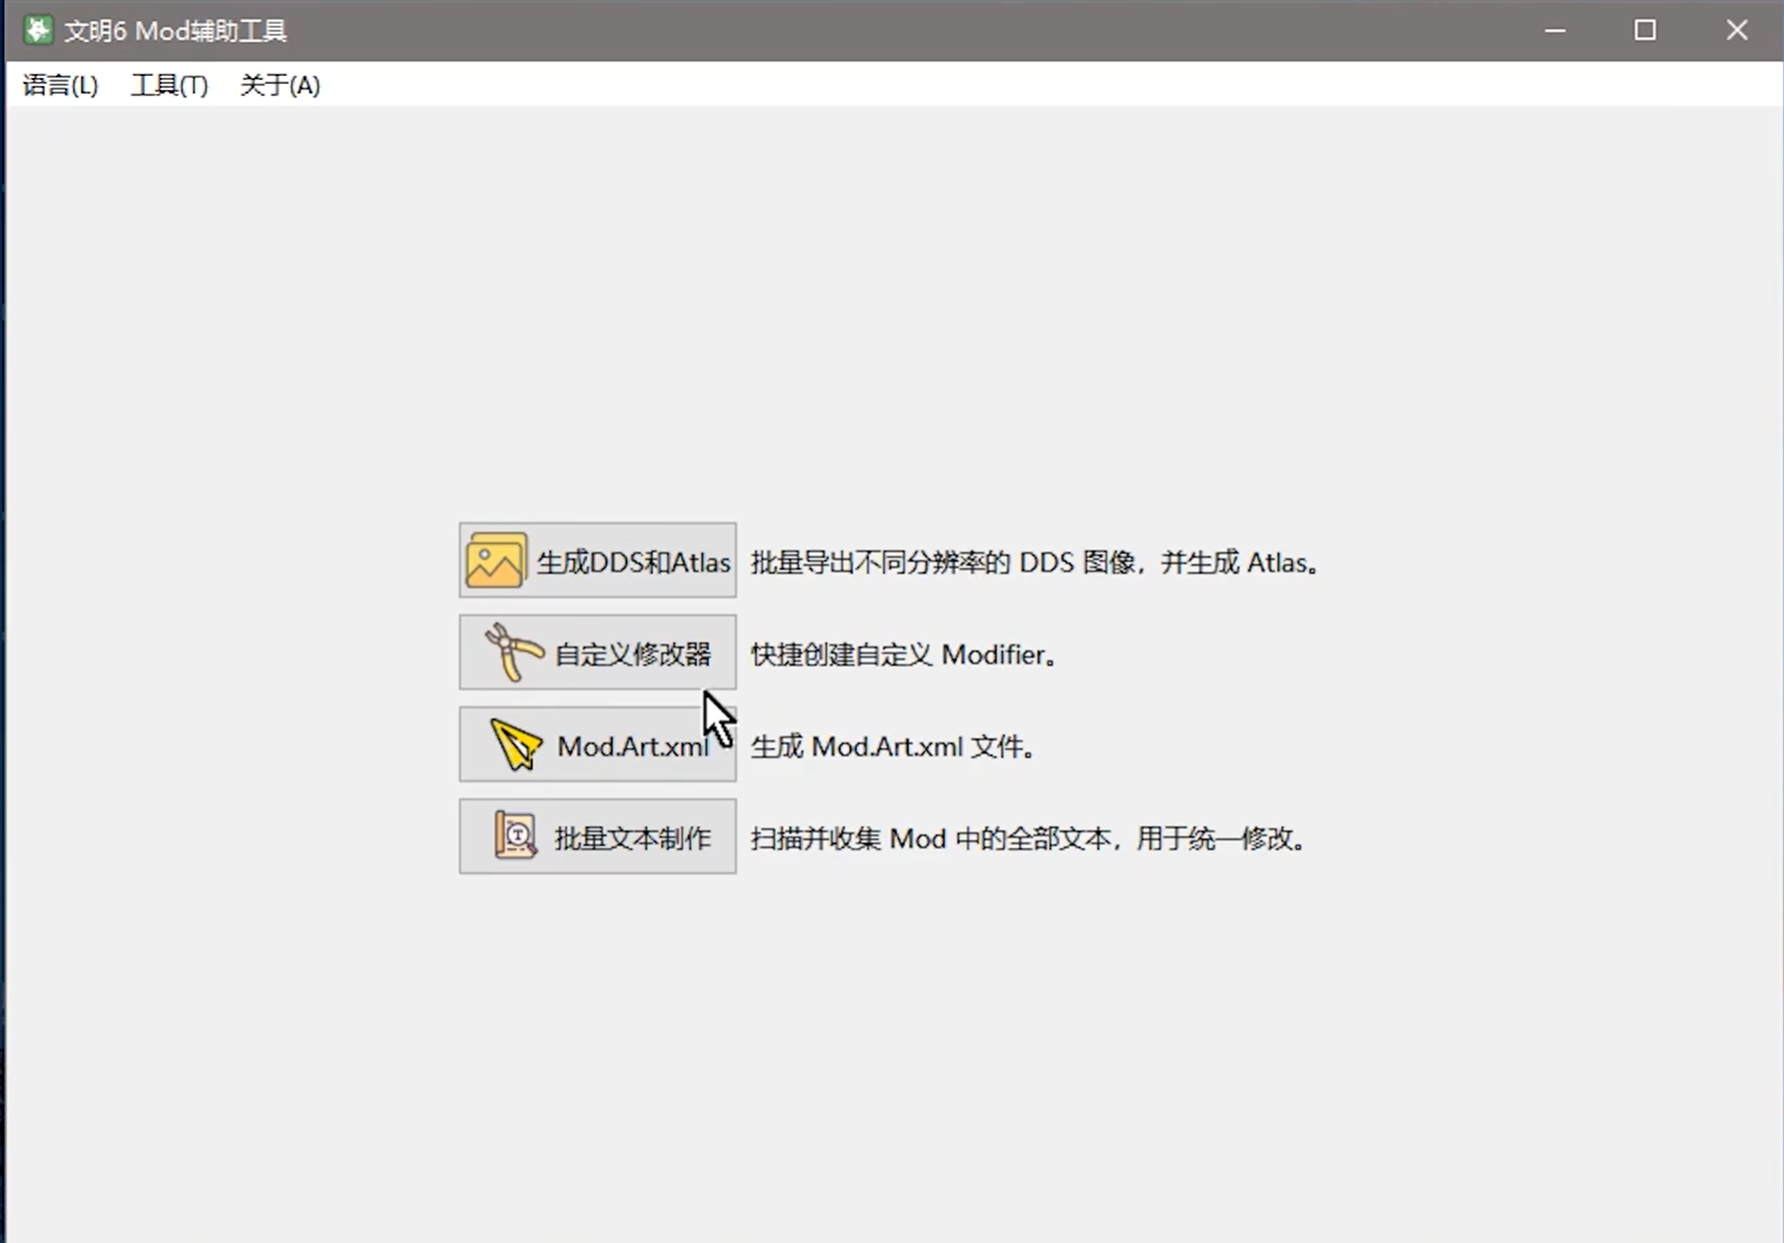 文明6 Mod辅助工具
语言(L) 工具(T) 关于(A)
生成DDS和Atlas 批量导出不同分辨率的 DDS 图像，并生成 Atlas。
自定义修改器 快捷创建自定义 Modifier。
Mod.Art.xml 生成 Mod.Art.xml 文件。
批量文本制作 扫描并收集 Mod 中的全部文本，用于统一修改。